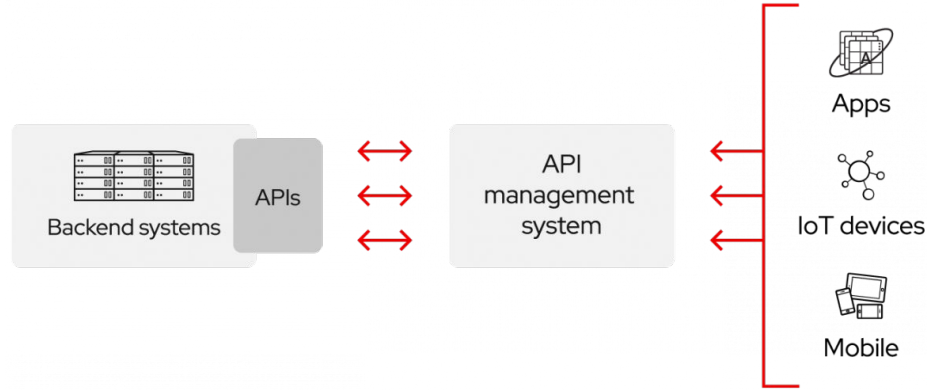 Backend systems
APIs
API
management
system
A
Apps
IoT devices
Mobile